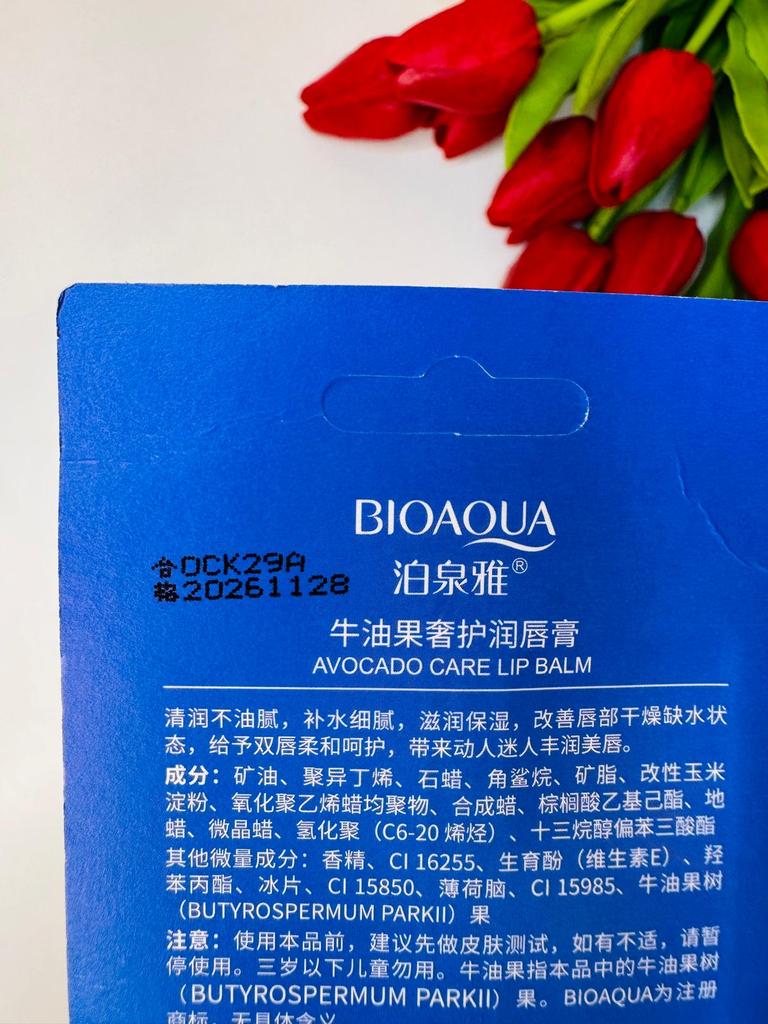 BIOAQUA
泊泉雅®
合OCK29A
格20261128
牛油果奢护润唇膏
AVOCADO CARE LIP BALM
清润不油腻，补水细腻，滋润保湿，改善唇部干燥缺水状
态，给予双唇柔和呵护，带来动人迷人丰润美唇。
成分：矿油、聚异丁烯、石蜡、角鲨烷、矿脂、改性玉米
淀粉、氧化聚乙烯蜡均聚物、合成蜡、棕榈酸乙基己酯、地
蜡、微晶蜡、氢化聚（C6-20 烯烃）、十三烷醇偏苯三酸酯
其他微量成分：香精、CI 16255、生育酚（维生素E）、羟
苯丙酯、冰片、CI 15850、薄荷脑、CI 15985、牛油果树
（BUTYROSPERMUM PARKII）果
注意：使用本品前，建议先做皮肤测试，如有不适，请暂
停使用。三岁以下儿童勿用。牛油果指本品中的牛油果树
（BUTYROSPERMUM PARKII）果。BIOAQUA为注册
商标，无具体含义